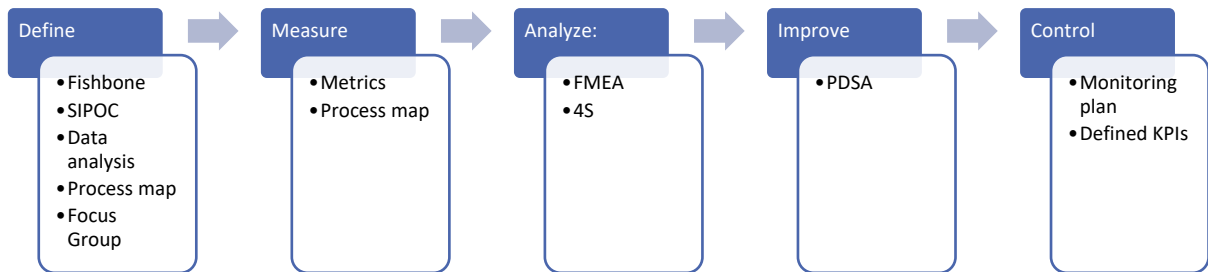 Define
•Fishbone
•SIPOC
•Data
analysis
•Process map
•Focus
Group
Measure
•Metrics
•Process map
Analyze:
•FMEA
•4S
Improve
•PDSA
Control
•Monitoring
plan
•Defined KPIs